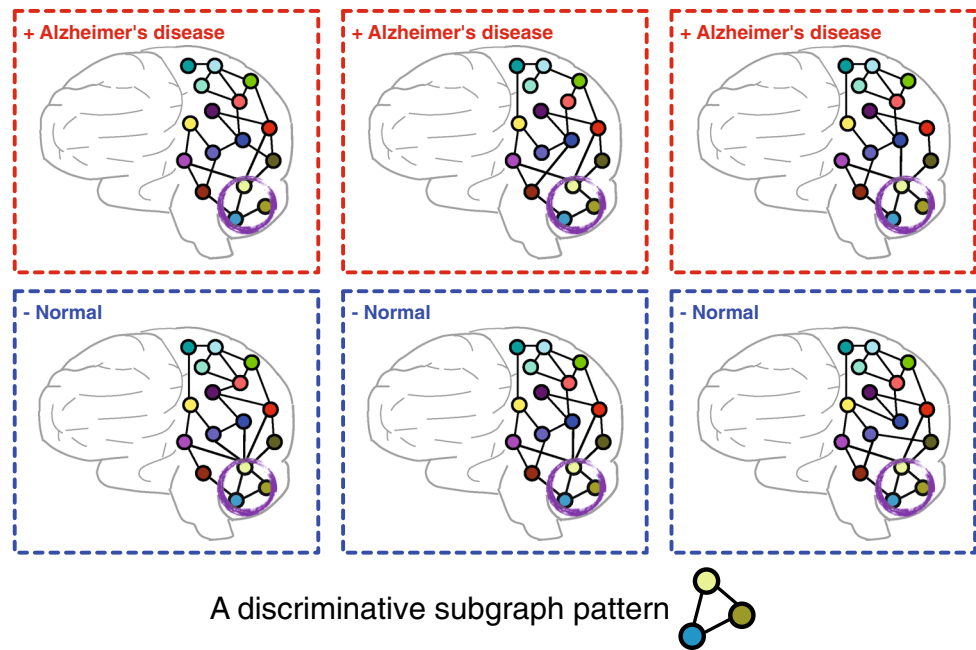 + Alzheimer's disease
+ Alzheimer's disease
+ Alzheimer's disease
- Normal
- Normal
- Normal
A discriminative subgraph pattern